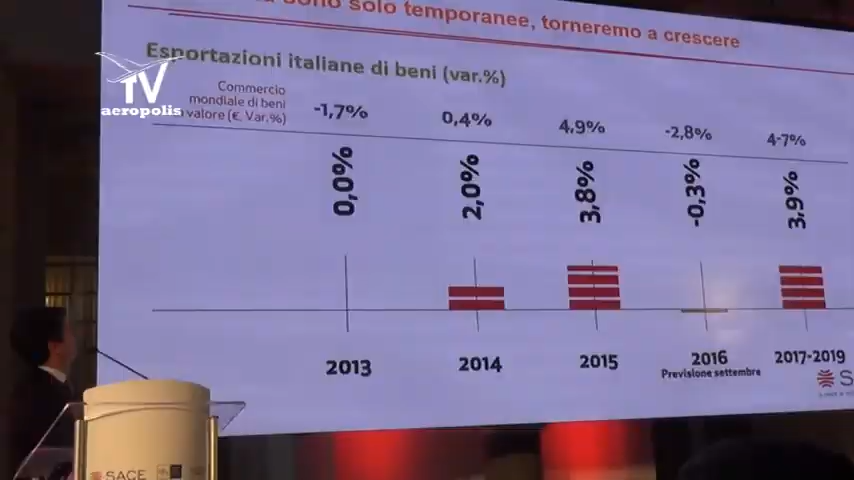 sono solo temporanee, torneremo a crescere
Esportazioni italiane di beni (var.%)
TV
aeropolis
Commercio
mondiale di beni
valore (€, Var.%)
-1,7%
0,4%
4,9%
-2,8%
4-7%
0,0%
2,0%
3,8%
-0,3%
3,9%
2013
2014
2015
2016
2017-2019
Previsione settembre
SACE